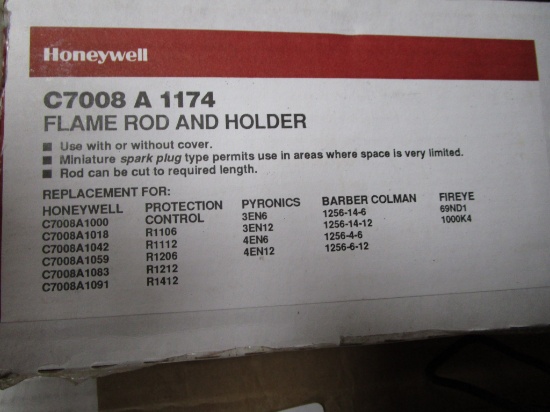 Honeywell
C7008 A 1174
FLAME ROD AND HOLDER
■ Use with or without cover.
■ Miniature spark plug type permits use in areas where space is very limited.
■ Rod can be cut to required length.
REPLACEMENT FOR:
HONEYWELL PROTECTION CONTROL PYRONICS BARBER COLMAN FIREYE
C7008A1000 R1106 3EN6 1256-14-6 69ND1
C7008A1018 R1112 3EN12 1256-14-12 1000K4
C7008A1042 R1206 4EN6 1256-4-6
C7008A1059 R1212 4EN12 1256-6-12
C7008A1083 R1412
C7008A1091